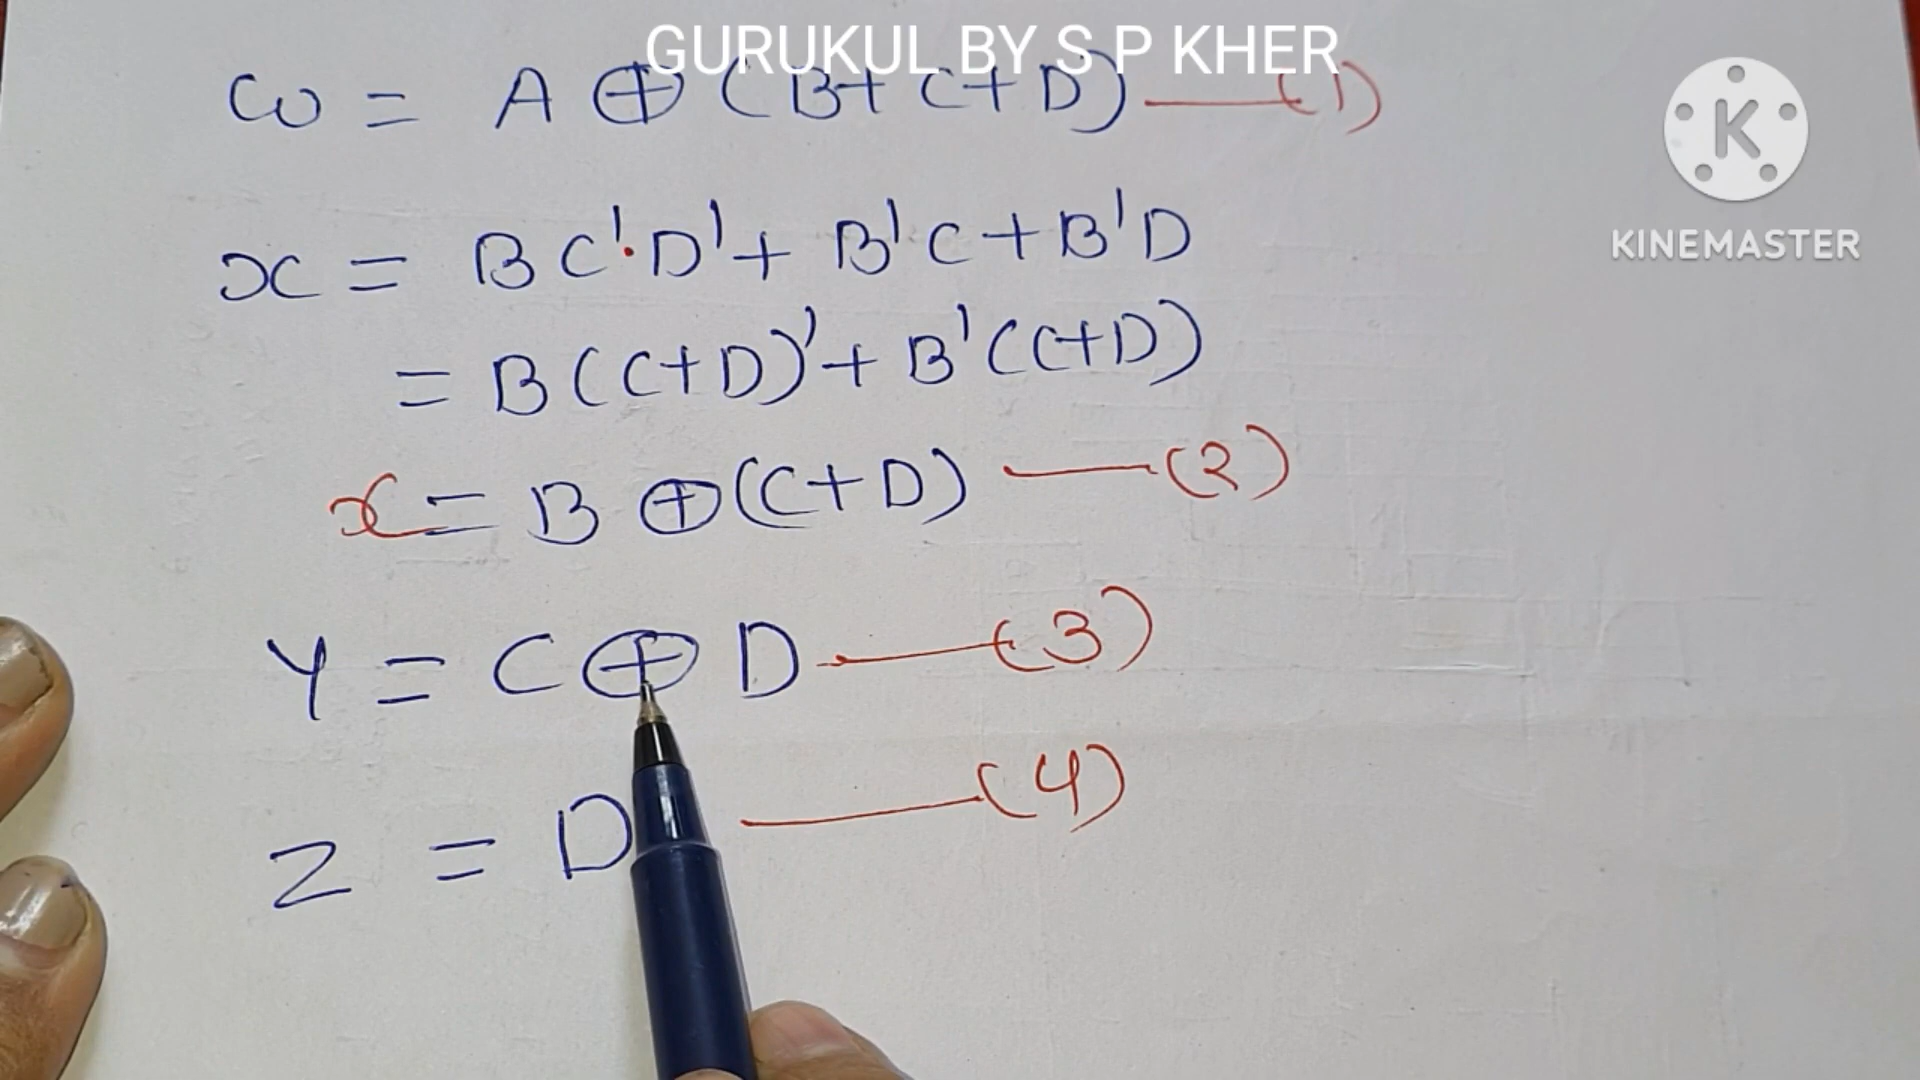 GURUKUL BY S P KHER
W = A ⊕ (B+C+D) —(1)
K
KINEMASTER
x = BC'·D' + B'C + B'D
= B(C+D)' + B'(C+D)
x = B ⊕ (C+D) —(2)
Y = C ⊕ D —(3)
Z = D —(4)